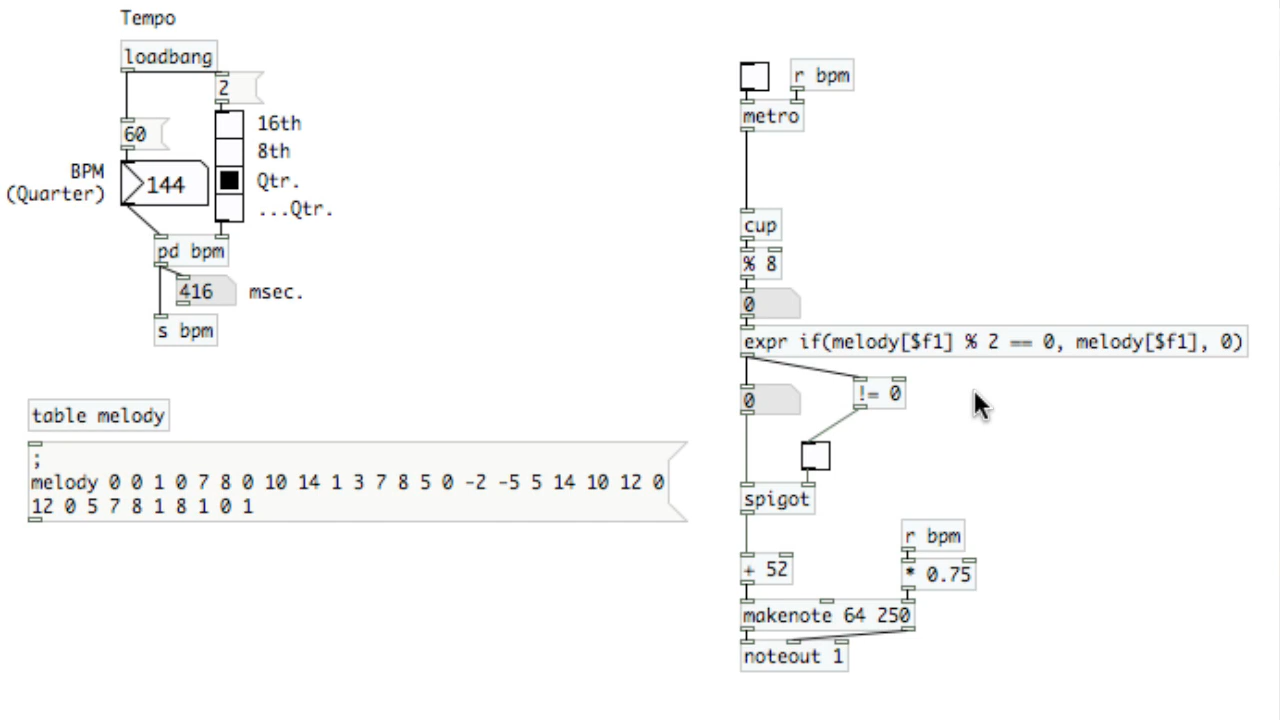 Tempo
loadbang
2
60
16th
8th
BPM
(Quarter)
144
Qtr.
...Qtr.
pd bpm
416
msec.
s bpm
table melody
;
melody 0 0 1 0 7 8 0 10 14 1 3 7 8 5 0 -2 -5 5 14 10 12 0
12 0 5 7 8 1 8 1 0 1
r bpm
metro
cup
% 8
0
expr if(melody[$f1] % 2 == 0, melody[$f1], 0)
0
!= 0
spigot
r bpm
+ 52
* 0.75
makenote 64 250
noteout 1